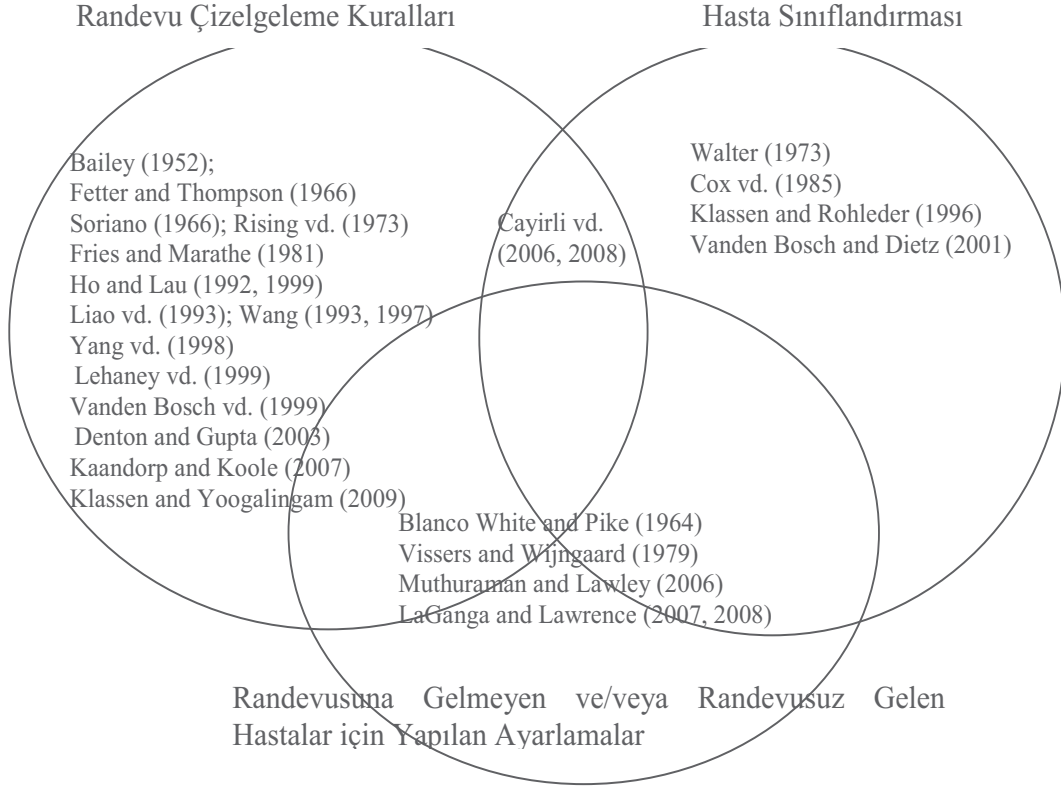 Randevu Çizelgeleme Kuralları
Hasta Sınıflandırması
Bailey (1952);
Fetter and Thompson (1966)
Soriano (1966); Rising vd. (1973)
Fries and Marathe (1981)
Ho and Lau (1992, 1999)
Liao vd. (1993); Wang (1993, 1997)
Yang vd. (1998)
Lehaney vd. (1999)
Vanden Bosch vd. (1999)
Denton and Gupta (2003)
Kaandorp and Koole (2007)
Klassen and Yoogalingam (2009)
Cayirli vd.
(2006, 2008)
Walter (1973)
Cox vd. (1985)
Klassen and Rohleder (1996)
Vanden Bosch and Dietz (2001)
Blanco White and Pike (1964)
Vissers and Wijngaard (1979)
Muthuraman and Lawley (2006)
LaGanga and Lawrence (2007, 2008)
Randevusuna Gelmeyen ve/veya Randevusuz Gelen
Hastalar için Yapılan Ayarlamalar